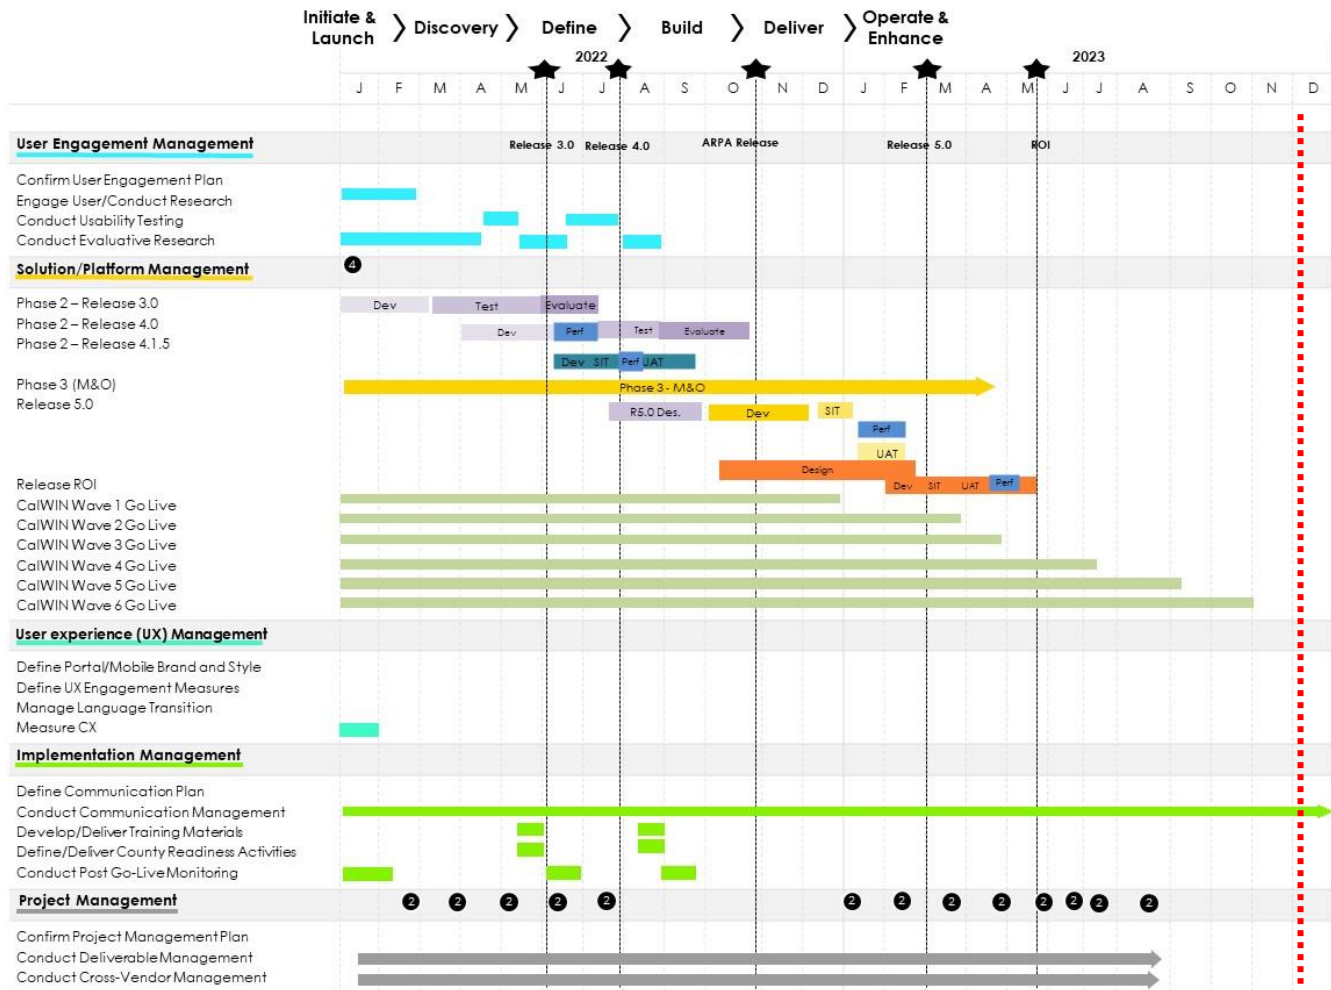 Initiate & Launch
Discovery
Define
Build
Deliver
Operate & Enhance
2022
2023
J F M A M J J A S O N D J F M A M J J A S O N D
User Engagement Management
Release 3.0
Release 4.0
ARPA Release
Release 5.0
ROI
Confirm User Engagement Plan
Engage User/Conduct Research
Conduct Usability Testing
Conduct Evaluative Research
Solution/Platform Management
4
Phase 2 – Release 3.0
Dev Test Evaluate
Phase 2 – Release 4.0
Dev Perf Test Evaluate
Phase 2 – Release 4.1.5
Dev SIT Perf UAT
Phase 3 (M&O)
Phase 3 - M&O
Release 5.0
R5.0 Des. Dev SIT
Perf
UAT
Design
Release ROI
Dev SIT UAT Perf
CalWIN Wave 1 Go Live
CalWIN Wave 2 Go Live
CalWIN Wave 3 Go Live
CalWIN Wave 4 Go Live
CalWIN Wave 5 Go Live
CalWIN Wave 6 Go Live
User experience (UX) Management
Define Portal/Mobile Brand and Style
Define UX Engagement Measures
Manage Language Transition
Measure CX
Implementation Management
Define Communication Plan
Conduct Communication Management
Develop/Deliver Training Materials
Define/Deliver County Readiness Activities
Conduct Post Go-Live Monitoring
Project Management
2 2 2 2 2 2 2 2 2 2 2 2 2
Confirm Project Management Plan
Conduct Deliverable Management
Conduct Cross-Vendor Management